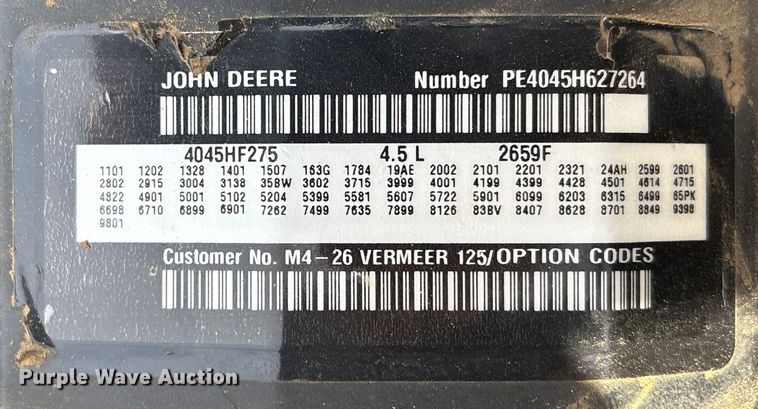 JOHN DEERE Number PE4045H627264
4045HF275 4.5 L 2659F
1101 1202 1328 1401 1507 163G 1784 19AE 2002 2101 2201 2321 24AH 2599 2601
2802 2915 3004 3138 35BW 3602 3715 3999 4001 4199 4399 4428 4501 4614 4715
4822 4901 5001 5102 5204 5399 5581 5607 5722 5901 6099 6203 6315 6499 65PK
6698 6710 6899 6901 7262 7499 7635 7899 8126 83BV 8407 8628 8701 8849 9398
9801
Customer No. M4-26 VERMEER 125/OPTION CODES
Purple Wave Auction